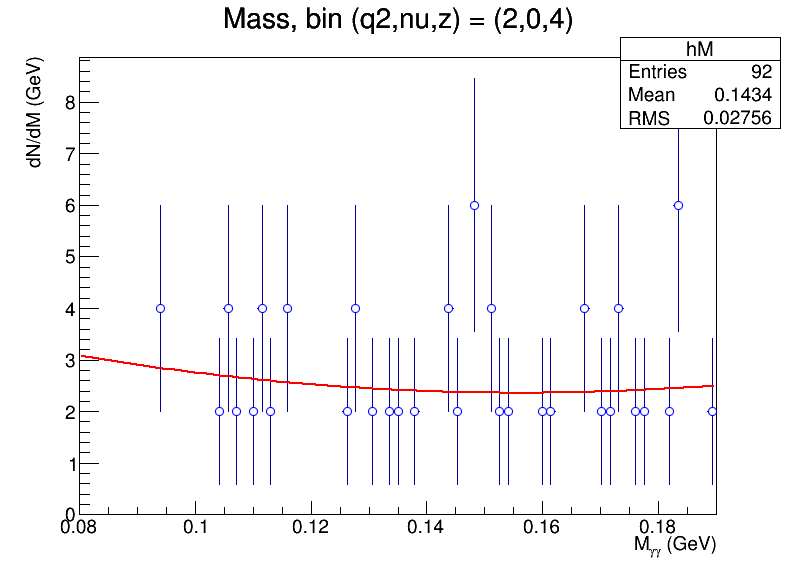 Mass, bin (q2,nu,z) = (2,0,4)
hM
Entries 92
Mean 0.1434
RMS 0.02756
dN/dM (GeV)
8
7
6
5
4
3
2
1
0
0.08 0.1 0.12 0.14 0.16 0.18
Mγγ (GeV)